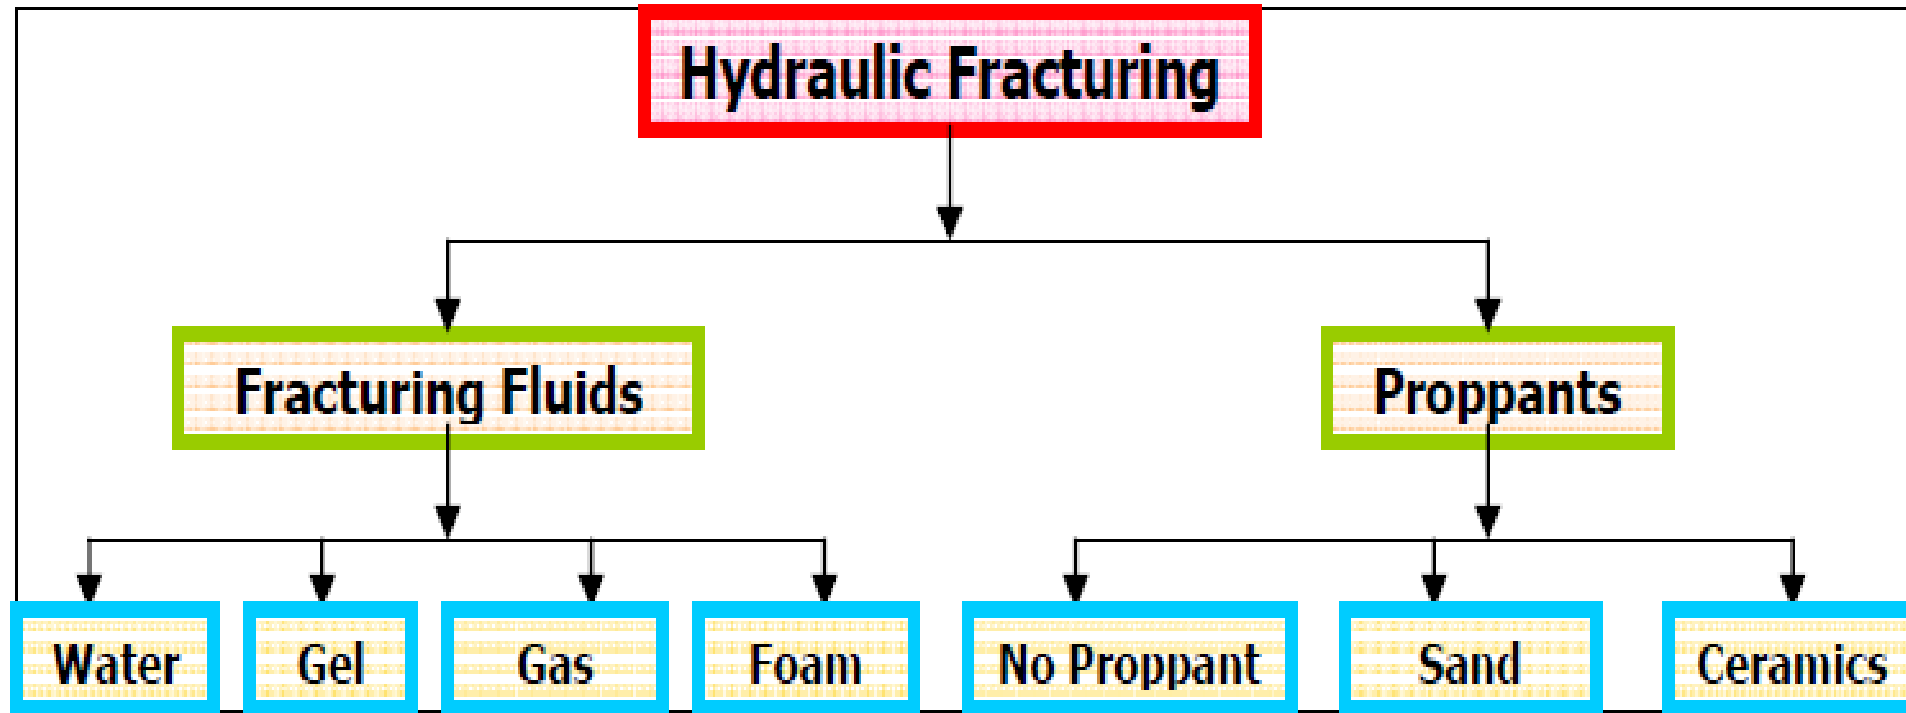 Hydraulic Fracturing
Fracturing Fluids
Proppants
Water
Gel
Gas
Foam
No Proppant
Sand
Ceramics